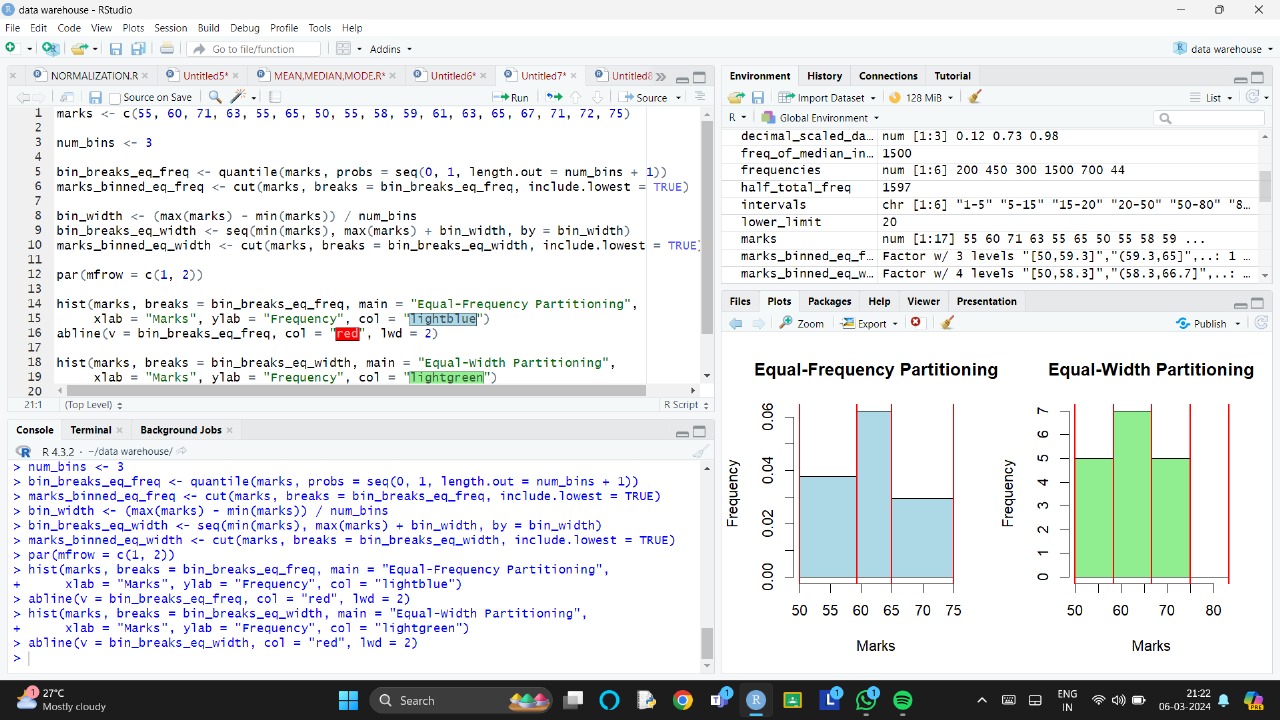 data warehouse - RStudio
File Edit Code View Plots Session Build Debug Profile Tools Help
Go to file/function Addins data warehouse
NORMALIZATION.R Untitled5* MEAN,MEDIAN,MODE.R* Untitled6* Untitled7* Untitled8
Source on Save Run Source
1 marks <- c(55, 60, 71, 63, 55, 65, 50, 55, 58, 59, 61, 63, 65, 67, 71, 72, 75)
2
3 num_bins <- 3
4
5 bin_breaks_eq_freq <- quantile(marks, probs = seq(0, 1, length.out = num_bins + 1))
6 marks_binned_eq_freq <- cut(marks, breaks = bin_breaks_eq_freq, include.lowest = TRUE)
7
8 bin_width <- (max(marks) - min(marks)) / num_bins
9 bin_breaks_eq_width <- seq(min(marks), max(marks) + bin_width, by = bin_width)
10 marks_binned_eq_width <- cut(marks, breaks = bin_breaks_eq_width, include.lowest = TRUE)
11
12 par(mfrow = c(1, 2))
13
14 hist(marks, breaks = bin_breaks_eq_freq, main = "Equal-Frequency Partitioning",
15 xlab = "Marks", ylab = "Frequency", col = "lightblue")
16 abline(v = bin_breaks_eq_freq, col = "red", lwd = 2)
17
18 hist(marks, breaks = bin_breaks_eq_width, main = "Equal-Width Partitioning",
19 xlab = "Marks", ylab = "Frequency", col = "lightgreen")
20
21:1 (Top Level) R Script
Console Terminal Background Jobs
R 4.3.2 · ~/data warehouse/
> num_bins <- 3
> bin_breaks_eq_freq <- quantile(marks, probs = seq(0, 1, length.out = num_bins + 1))
> marks_binned_eq_freq <- cut(marks, breaks = bin_breaks_eq_freq, include.lowest = TRUE)
> bin_width <- (max(marks) - min(marks)) / num_bins
> bin_breaks_eq_width <- seq(min(marks), max(marks) + bin_width, by = bin_width)
> marks_binned_eq_width <- cut(marks, breaks = bin_breaks_eq_width, include.lowest = TRUE)
> par(mfrow = c(1, 2))
> hist(marks, breaks = bin_breaks_eq_freq, main = "Equal-Frequency Partitioning",
+ xlab = "Marks", ylab = "Frequency", col = "lightblue")
> abline(v = bin_breaks_eq_freq, col = "red", lwd = 2)
> hist(marks, breaks = bin_breaks_eq_width, main = "Equal-Width Partitioning",
+ xlab = "Marks", ylab = "Frequency", col = "lightgreen")
> abline(v = bin_breaks_eq_width, col = "red", lwd = 2)
>
Environment History Connections Tutorial
Import Dataset 128 MiB List
R Global Environment
decimal_scaled_da... num [1:3] 0.12 0.73 0.98
freq_of_median_in... 1500
frequencies num [1:6] 200 450 300 1500 700 44
half_total_freq 1597
intervals chr [1:6] "1-5" "5-15" "15-20" "20-50" "50-80" "8...
lower_limit 20
marks num [1:17] 55 60 71 63 55 65 50 55 58 59 ...
marks_binned_eq_f... Factor w/ 3 levels "[50,59.3]","(59.3,65]",..: 1 ...
marks_binned_eq_w... Factor w/ 4 levels "[50,58.3]","(58.3,66.7]",..: ...
Files Plots Packages Help Viewer Presentation
Zoom Export Publish
Equal-Frequency Partitioning
Frequency
0.06
0.04
0.02
0.00
50 55 60 65 70 75
Marks
Equal-Width Partitioning
Frequency
7
6
5
4
3
2
1
0
50 60 70 80
Marks
27°C
Mostly cloudy
Search
ENG
IN
21:22
06-03-2024